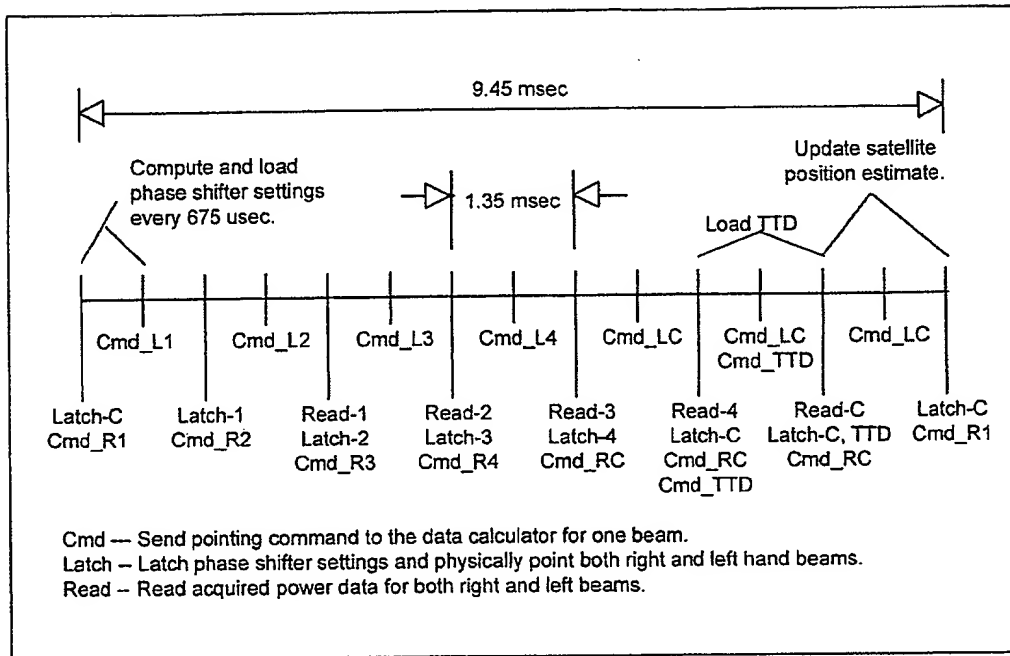 9.45 msec
Compute and load
phase shifter settings
every 675 usec.
1.35 msec
Update satellite
position estimate.
Load TTD
Cmd_L1
Cmd_L2
Cmd_L3
Cmd_L4
Cmd_LC
Cmd_LC
Cmd_TTD
Cmd_LC
Latch-C
Cmd_R1
Latch-1
Cmd_R2
Read-1
Latch-2
Cmd_R3
Read-2
Latch-3
Cmd_R4
Read-3
Latch-4
Cmd_RC
Read-4
Latch-C
Cmd_RC
Cmd_TTD
Read-C
Latch-C, TTD
Cmd_RC
Latch-C
Cmd_R1
Cmd — Send pointing command to the data calculator for one beam.
Latch – Latch phase shifter settings and physically point both right and left hand beams.
Read – Read acquired power data for both right and left beams.